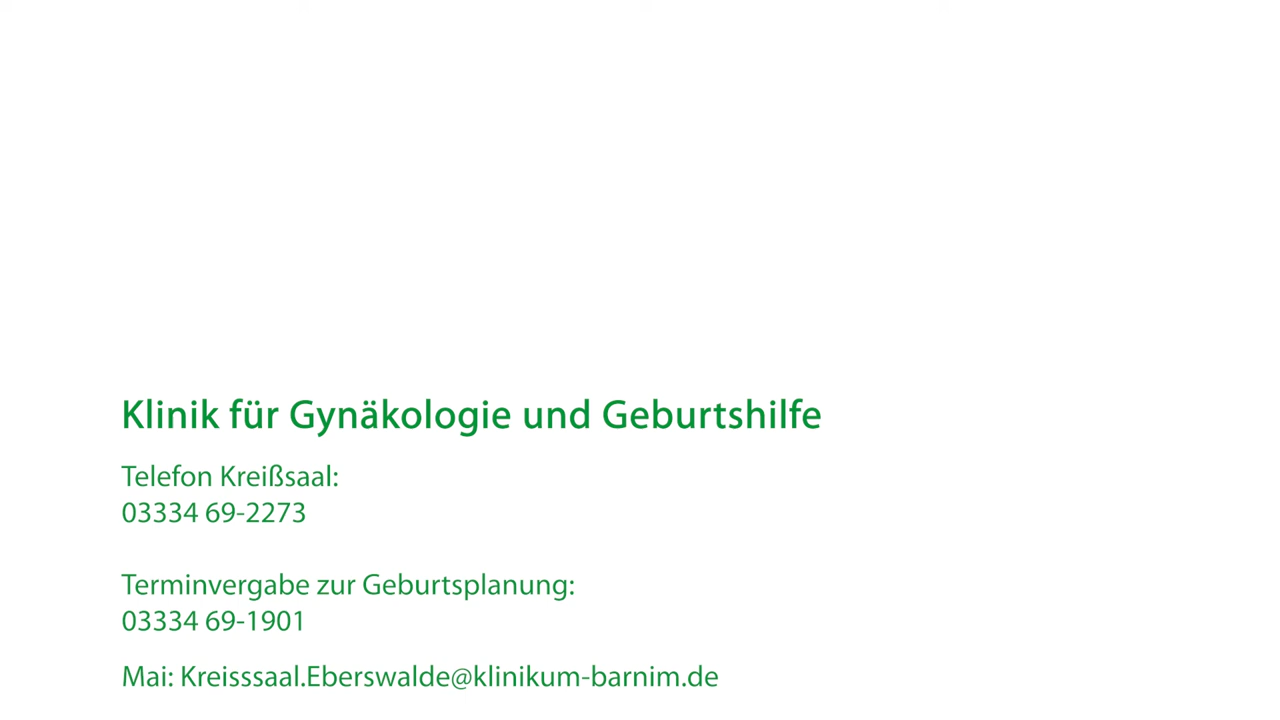 Klinik für Gynäkologie und Geburtshilfe
Telefon Kreißsaal:
03334 69-2273
Terminvergabe zur Geburtsplanung:
03334 69-1901
Mai: Kreisssaal.Eberswalde@klinikum-barnim.de